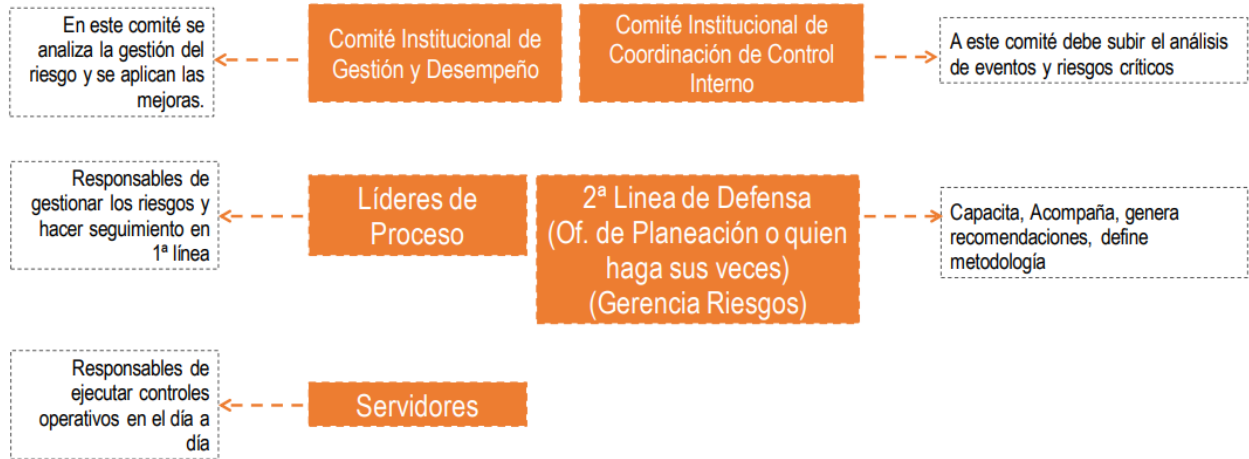 En este comité se
analiza la gestión del
riesgo y se aplican las
mejoras.
Comité Institucional de
Gestión y Desempeño
Comité Institucional de
Coordinación de Control
Interno
A este comité debe subir el análisis
de eventos y riesgos críticos
Responsables de
gestionar los riesgos y
hacer seguimiento en
1ª línea
Líderes de
Proceso
2ª Linea de Defensa
(Of. de Planeación o quien
haga sus veces)
(Gerencia Riesgos)
Capacita, Acompaña, genera
recomendaciones, define
metodología
Responsables de
ejecutar controles
operativos en el día a
día
Servidores